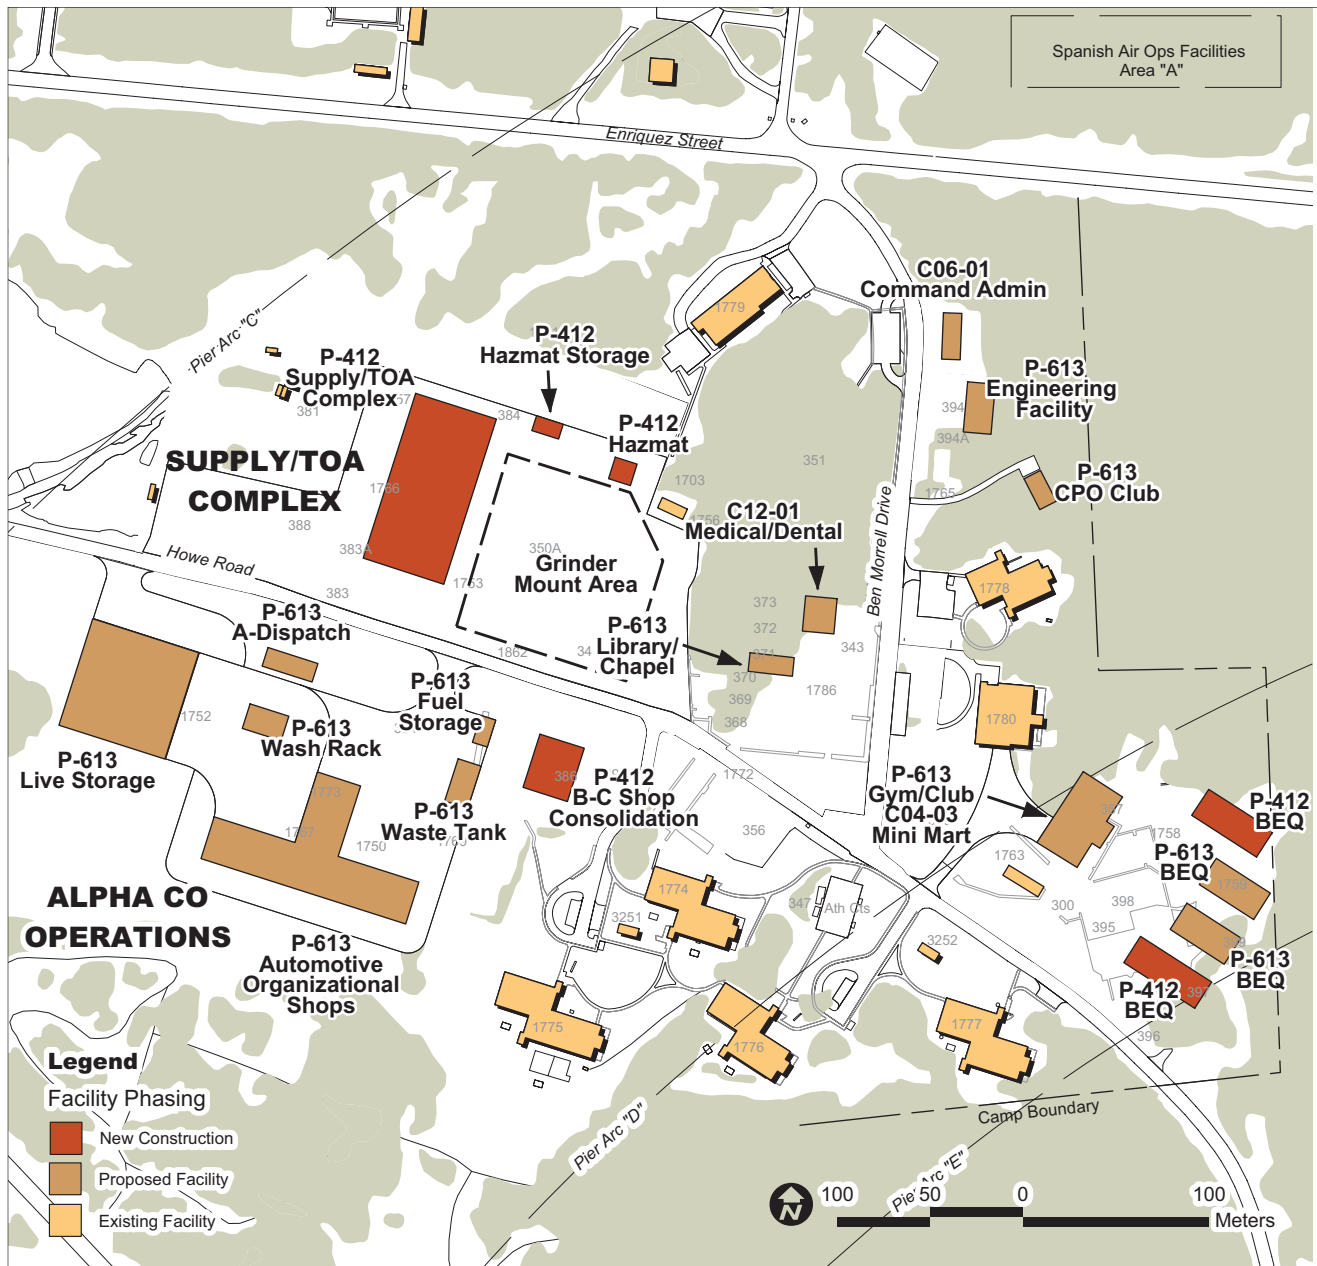 Spanish Air Ops Facilities
Area "A"
Enriquez Street
Pier Arc "C"
C06-01
Command Admin
1779
P-412
Hazmat Storage
P-412
Supply/TOA
Complex
381
384
P-412
Hazmat
P-613
Engineering
Facility
394
394A
351
SUPPLY/TOA
COMPLEX
1766
1703
1756
1765
P-613
CPO Club
C12-01
Medical/Dental
388
383A
350A
Grinder
Mount Area
1753
Howe Road
383
Ben Morrell Drive
1778
373
372
371
370
369
368
343
1786
P-613
A-Dispatch
P-613
Library/
Chapel
1862
34
P-613
Fuel
Storage
1752
P-613
Wash Rack
1780
P-613
Live Storage
386
P-412
B-C Shop
Consolidation
1772
P-613
Gym/Club
C04-03
Mini Mart
357
P-412
BEQ
1773
1767
1750
P-613
Waste Tank
356
1758
P-613
BEQ
1759
1763
ALPHA CO
OPERATIONS
1774
347
Ath Cts
300
398
395
3251
3252
399
P-613
BEQ
P-613
Automotive
Organizational
Shops
P-412
BEQ
397
396
1775
1776
1777
Legend
Facility Phasing
New Construction
Proposed Facility
Existing Facility
Pier Arc "D"
Camp Boundary
Pier Arc "E"
N
100 50 0 100
Meters